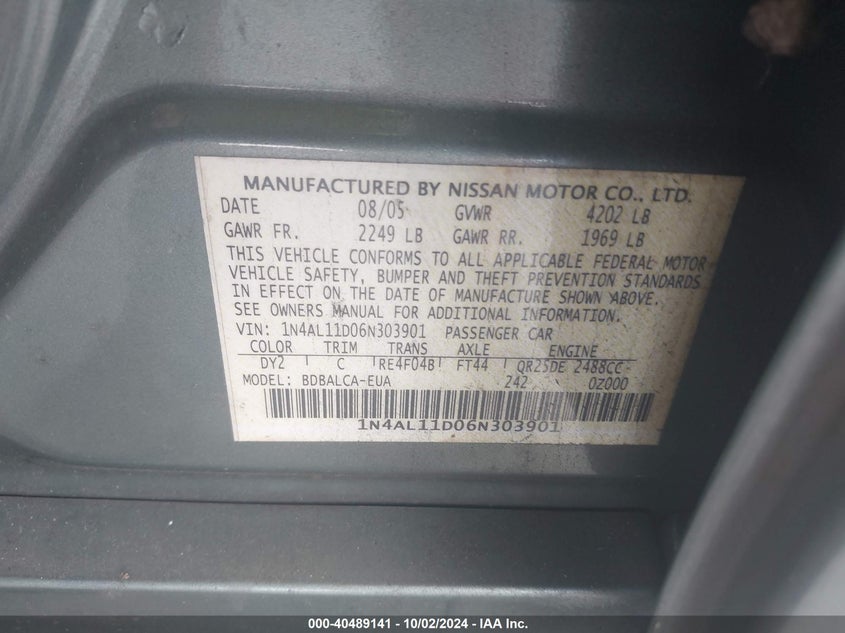 MANUFACTURED BY NISSAN MOTOR CO., LTD.
DATE 08/05 GVWR 4202 LB
GAWR FR. 2249 LB GAWR RR. 1969 LB
THIS VEHICLE CONFORMS TO ALL APPLICABLE FEDERAL MOTOR
VEHICLE SAFETY, BUMPER AND THEFT PREVENTION STANDARDS
IN EFFECT ON THE DATE OF MANUFACTURE SHOWN ABOVE.
SEE OWNERS MANUAL FOR ADDITIONAL INFORMATION.
VIN: 1N4AL11D06N303901 PASSENGER CAR
COLOR TRIM TRANS AXLE ENGINE
DY2 C RE4F04B FT44 QR25DE 2488CC
MODEL: BDBALCA-EUA 242 0Z000
1N4AL11D06N303901
000-40489141 - 10/02/2024 - IAA Inc.